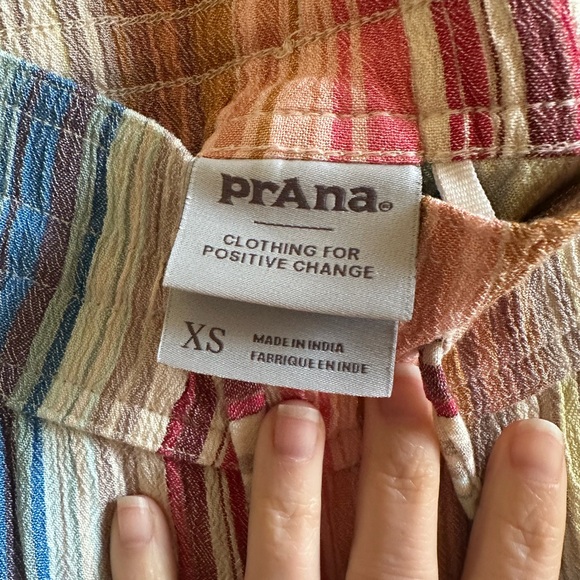 prAna®
CLOTHING FOR
POSITIVE CHANGE
XS
MADE IN INDIA
FABRIQUE EN INDE